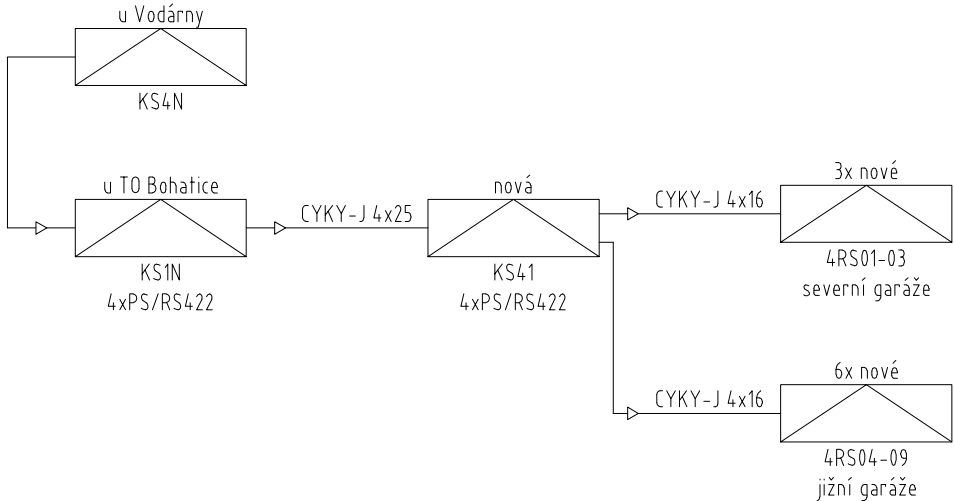 u Vodárny
KS4N
u TO Bohatice
KS1N
4xPS/RS422
CYKY-J 4x25
nová
KS41
4xPS/RS422
CYKY-J 4x16
3x nové
4RS01-03
severní garáže
CYKY-J 4x16
6x nové
4RS04-09
jižní garáže